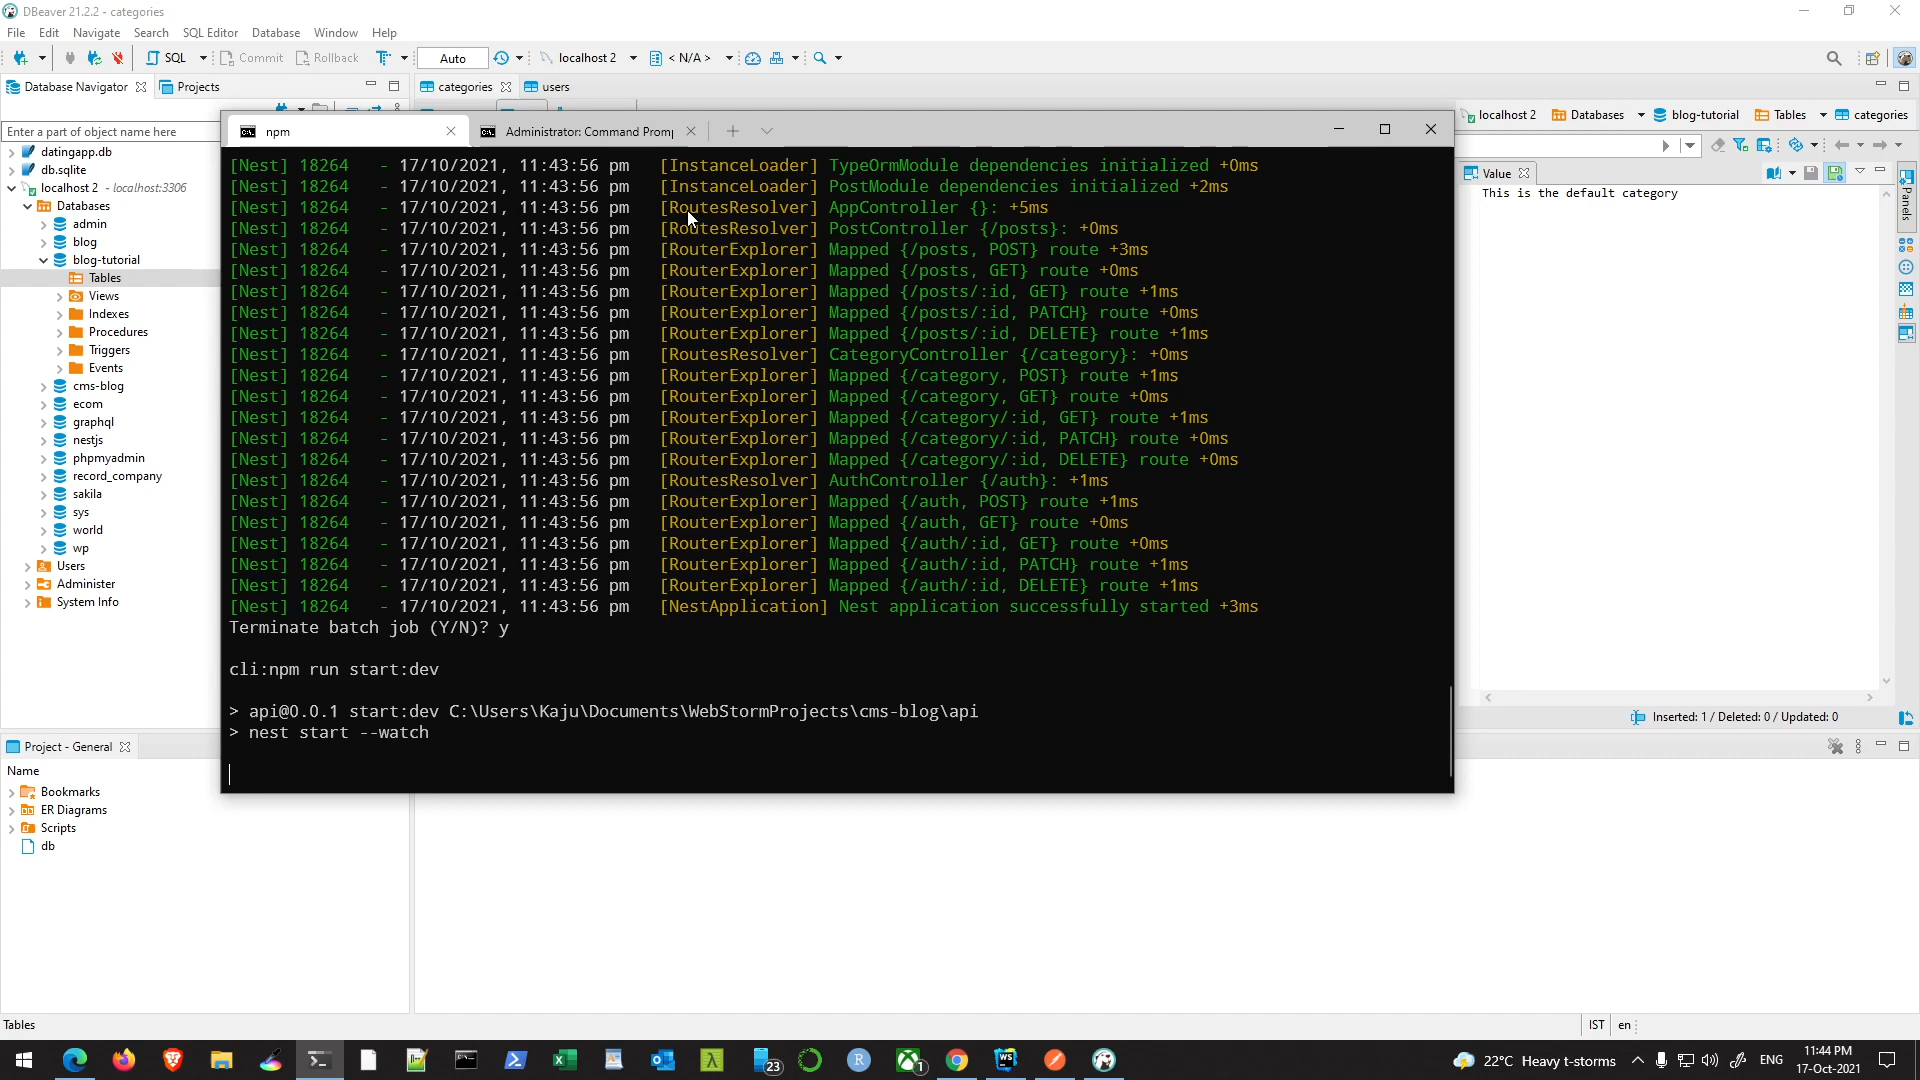 DBeaver 21.2.2 - categories
File Edit Navigate Search SQL Editor Database Window Help
SQL Commit Rollback Auto localhost 2 < N/A >
Database Navigator Projects
categories users
Enter a part of object name here
datingapp.db
db.sqlite
localhost 2 - localhost:3306
Databases
admin
blog
blog-tutorial
Tables
Views
Indexes
Procedures
Triggers
Events
cms-blog
ecom
graphql
nestjs
phpmyadmin
record_company
sakila
sys
world
wp
Users
Administer
System Info
npm Administrator: Command Promp
[Nest] 18264 - 17/10/2021, 11:43:56 pm [InstanceLoader] TypeOrmModule dependencies initialized +0ms
[Nest] 18264 - 17/10/2021, 11:43:56 pm [InstanceLoader] PostModule dependencies initialized +2ms
[Nest] 18264 - 17/10/2021, 11:43:56 pm [RoutesResolver] AppController {}: +5ms
[Nest] 18264 - 17/10/2021, 11:43:56 pm [RoutesResolver] PostController {/posts}: +0ms
[Nest] 18264 - 17/10/2021, 11:43:56 pm [RouterExplorer] Mapped {/posts, POST} route +3ms
[Nest] 18264 - 17/10/2021, 11:43:56 pm [RouterExplorer] Mapped {/posts, GET} route +0ms
[Nest] 18264 - 17/10/2021, 11:43:56 pm [RouterExplorer] Mapped {/posts/:id, GET} route +1ms
[Nest] 18264 - 17/10/2021, 11:43:56 pm [RouterExplorer] Mapped {/posts/:id, PATCH} route +0ms
[Nest] 18264 - 17/10/2021, 11:43:56 pm [RouterExplorer] Mapped {/posts/:id, DELETE} route +1ms
[Nest] 18264 - 17/10/2021, 11:43:56 pm [RoutesResolver] CategoryController {/category}: +0ms
[Nest] 18264 - 17/10/2021, 11:43:56 pm [RouterExplorer] Mapped {/category, POST} route +1ms
[Nest] 18264 - 17/10/2021, 11:43:56 pm [RouterExplorer] Mapped {/category, GET} route +0ms
[Nest] 18264 - 17/10/2021, 11:43:56 pm [RouterExplorer] Mapped {/category/:id, GET} route +1ms
[Nest] 18264 - 17/10/2021, 11:43:56 pm [RouterExplorer] Mapped {/category/:id, PATCH} route +0ms
[Nest] 18264 - 17/10/2021, 11:43:56 pm [RouterExplorer] Mapped {/category/:id, DELETE} route +0ms
[Nest] 18264 - 17/10/2021, 11:43:56 pm [RoutesResolver] AuthController {/auth}: +1ms
[Nest] 18264 - 17/10/2021, 11:43:56 pm [RouterExplorer] Mapped {/auth, POST} route +1ms
[Nest] 18264 - 17/10/2021, 11:43:56 pm [RouterExplorer] Mapped {/auth, GET} route +0ms
[Nest] 18264 - 17/10/2021, 11:43:56 pm [RouterExplorer] Mapped {/auth/:id, GET} route +0ms
[Nest] 18264 - 17/10/2021, 11:43:56 pm [RouterExplorer] Mapped {/auth/:id, PATCH} route +1ms
[Nest] 18264 - 17/10/2021, 11:43:56 pm [RouterExplorer] Mapped {/auth/:id, DELETE} route +1ms
[Nest] 18264 - 17/10/2021, 11:43:56 pm [NestApplication] Nest application successfully started +3ms
Terminate batch job (Y/N)? y
cli:npm run start:dev
> api@0.0.1 start:dev C:\Users\Kaju\Documents\WebStormProjects\cms-blog\api
> nest start --watch
localhost 2 Databases blog-tutorial Tables categories
Value
This is the default category
Panels
Inserted: 1 / Deleted: 0 / Updated: 0
Project - General
Name
Bookmarks
ER Diagrams
Scripts
db
Tables
IST en
23
1
22°C Heavy t-storms
ENG
11:44 PM
17-Oct-2021